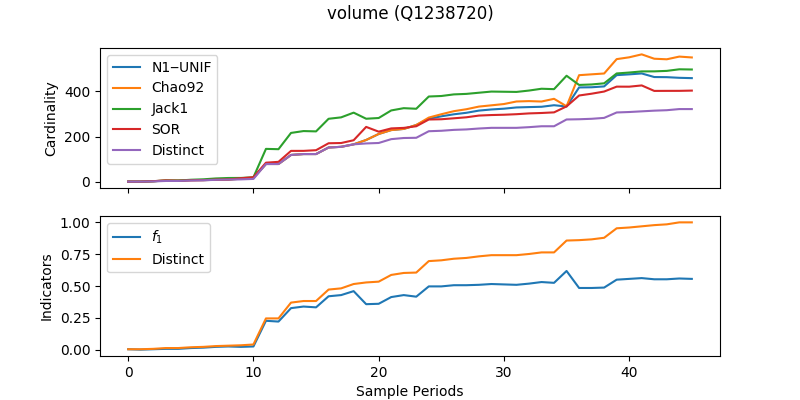 volume (Q1238720)
Cardinality
400
200
0
N1‒UNIF
Chao92
Jack1
SOR
Distinct
Indicators
1.00
0.75
0.50
0.25
0.00
f₁
Distinct
0 10 20 30 40
Sample Periods